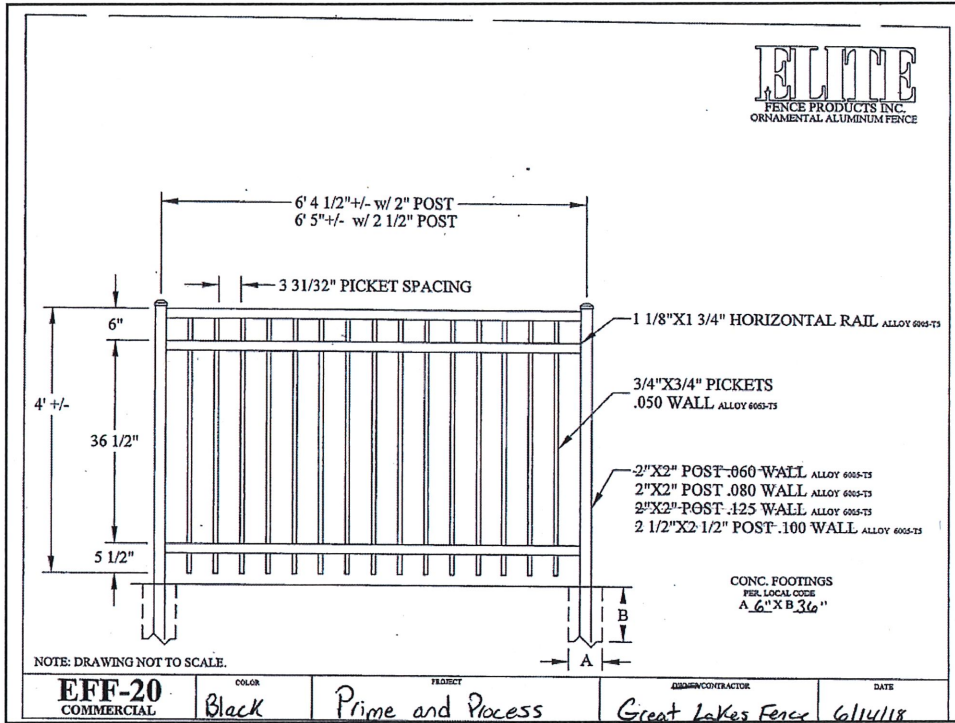 ELITE
FENCE PRODUCTS INC.
ORNAMENTAL ALUMINUM FENCE
6' 4 1/2"+/- w/ 2" POST
6' 5"+/- w/ 2 1/2" POST
3 31/32" PICKET SPACING
6"
1 1/8"X1 3/4" HORIZONTAL RAIL ALLOY 6005-T5
3/4"X3/4" PICKETS
.050 WALL ALLOY 6063-T5
4' +/-
36 1/2"
2"X2" POST .060 WALL ALLOY 6005-T5
2"X2" POST .080 WALL ALLOY 6005-T5
2"X2" POST .125 WALL ALLOY 6005-T5
2 1/2"X2 1/2" POST .100 WALL ALLOY 6005-T5
5 1/2"
CONC. FOOTINGS
PER LOCAL CODE
A 6" X B 36"
B
A
NOTE: DRAWING NOT TO SCALE.
EFF-20
COMMERCIAL
COLOR
Black
PROJECT
Prime and Process
/CONTRACTOR
Great Lakes Fence
DATE
6/14/18